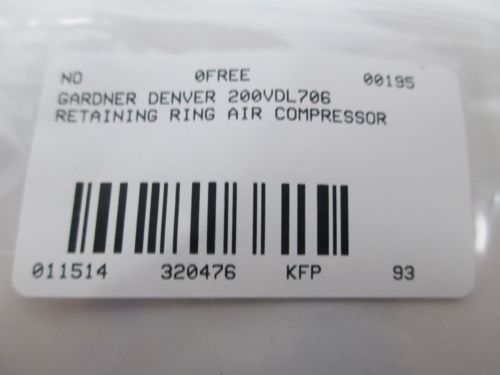 NO 0FREE 00195
GARDNER DENVER 200VDL706
RETAINING RING AIR COMPRESSOR
011514 320476 KFP 93